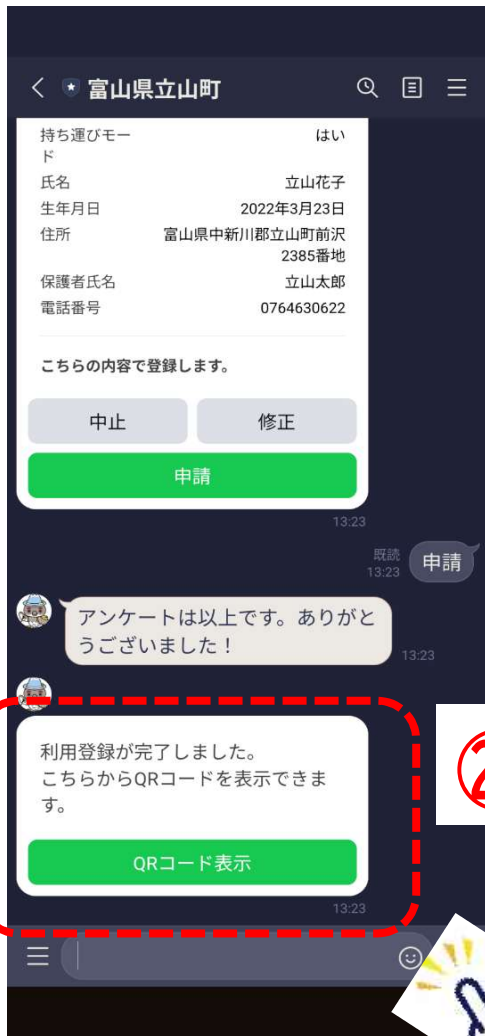 富山県立山町
持ち運びモー はい
ド
氏名 立山花子
生年月日 2022年3月23日
住所 富山県中新川郡立山町前沢
2385番地
保護者氏名 立山太郎
電話番号 0764630622
こちらの内容で登録します。
中止 修正
申請
13:23
既読
13:23 申請
アンケートは以上です。ありがと
うございました！
13:23
利用登録が完了しました。
こちらからQRコードを表示できま
す。
QRコード表示
13:23
②